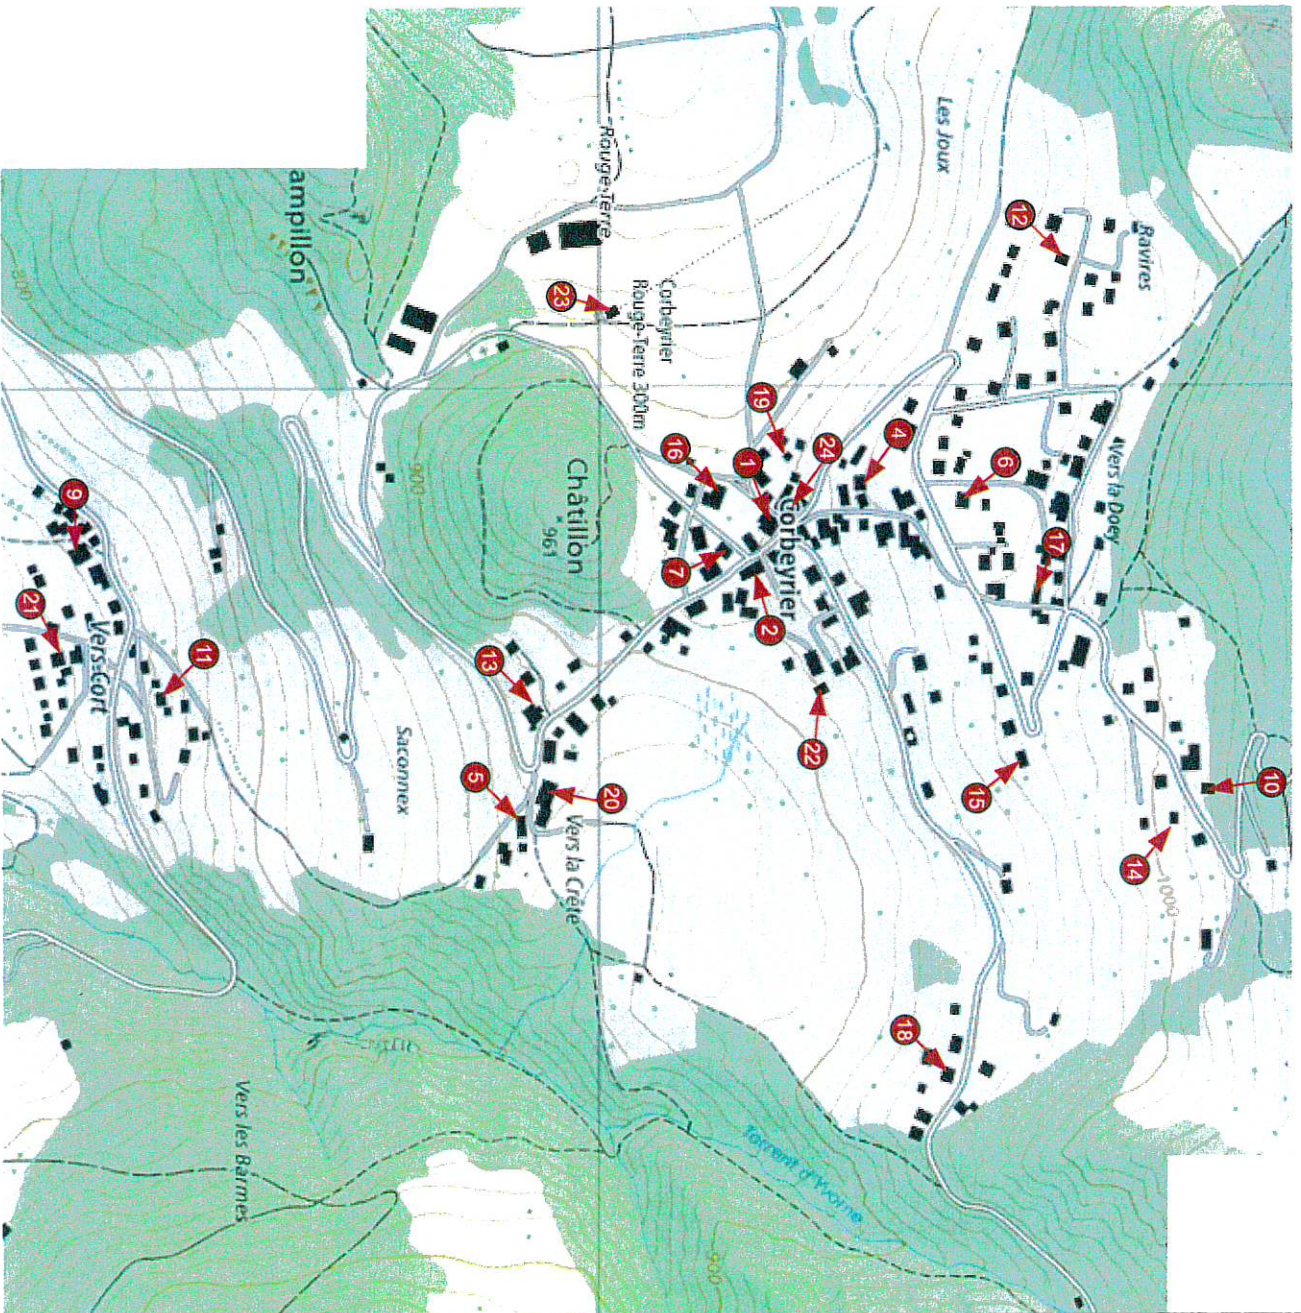 10
1000
Ravires
14
Vers la Doey
17
12
6
15
Les Joux
18
4
24
22
Torrent d'Yvorne
Corbeyrier
2
19
1
900
16
7
Corbeyrier
Rouge-Terre 300m
20
Rouge-Terre
Châtillon
961
Vers la Crête
23
13
5
900
Saconnex
ampillon
Vers les Barmes
11
Vers Cort
9
21
800